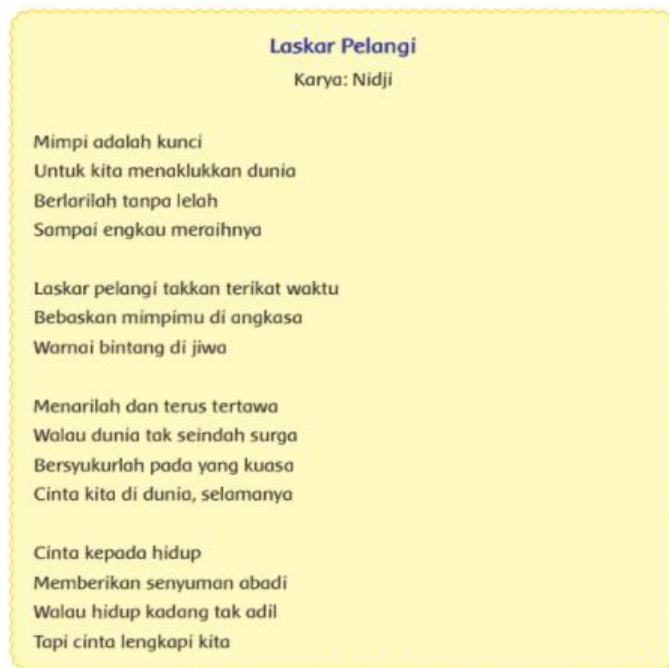 Laskar Pelangi
Karya: Nidji
Mimpi adalah kunci
Untuk kita menaklukkan dunia
Berlarilah tanpa lelah
Sampai engkau meraihnya
Laskar pelangi takkan terikat waktu
Bebaskan mimpimu di angkasa
Warnai bintang di jiwa
Menarilah dan terus tertawa
Walau dunia tak seindah surga
Bersyukurlah pada yang kuasa
Cinta kita di dunia, selamanya
Cinta kepada hidup
Memberikan senyuman abadi
Walau hidup kadang tak adil
Tapi cinta lengkapi kita